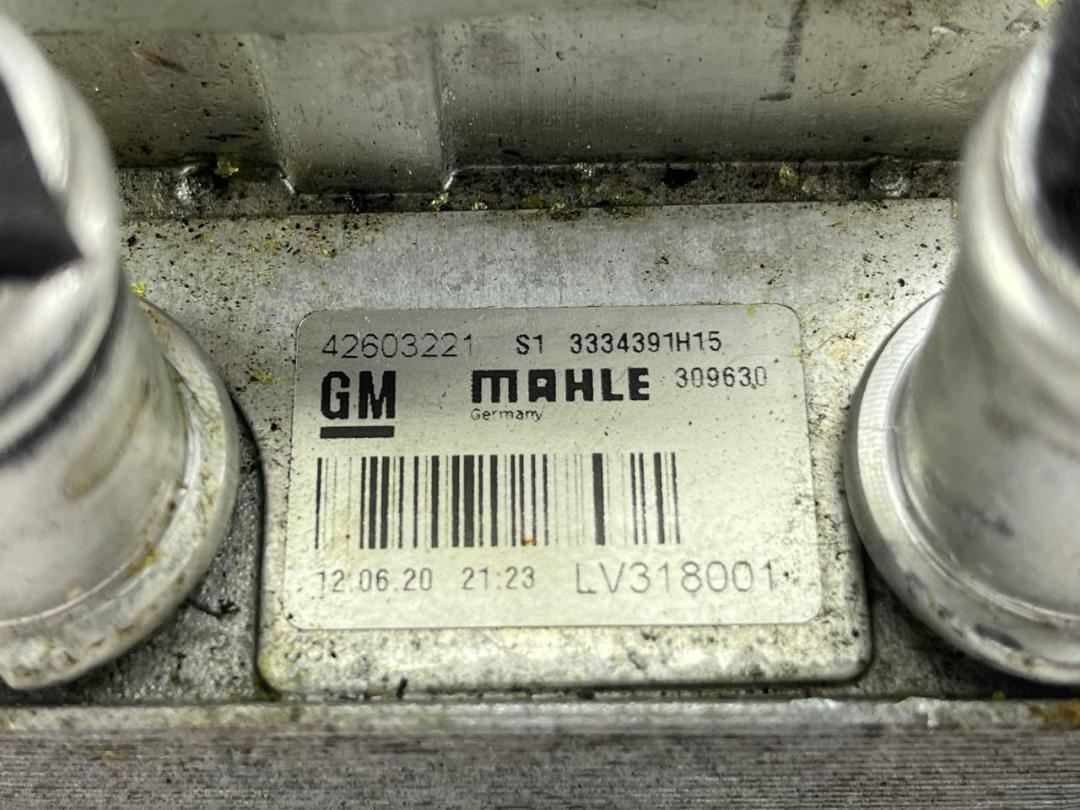 42603221 S1 3334391H15
GM MAHLE 309630
Germany
12.06.20 21:23 LV318001